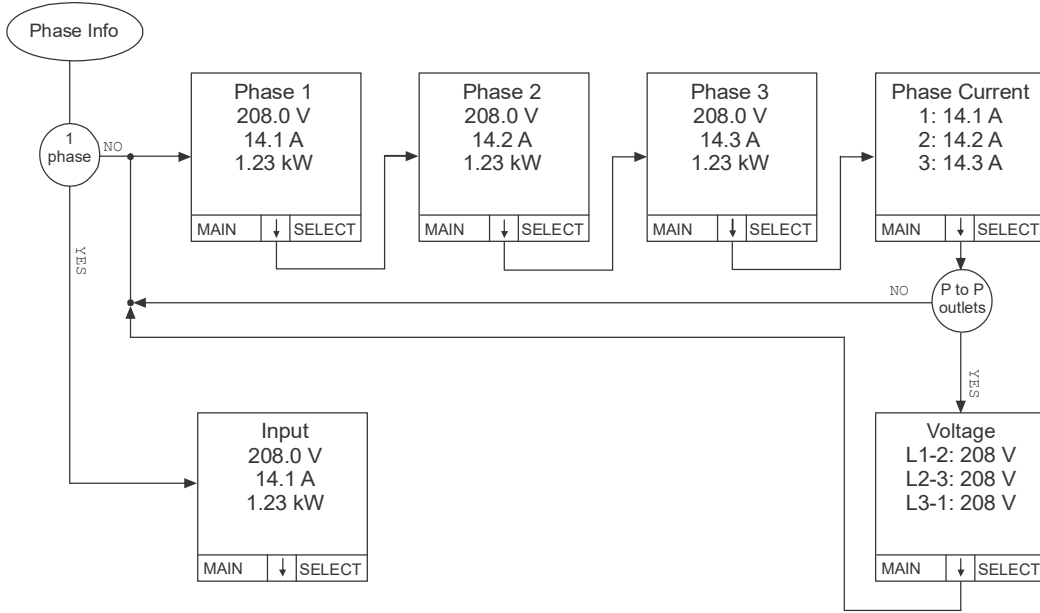 Phase Info
1
phase
NO
YES
Phase 1
208.0 V
14.1 A
1.23 kW
MAIN ↓ SELECT
Phase 2
208.0 V
14.2 A
1.23 kW
MAIN ↓ SELECT
Phase 3
208.0 V
14.3 A
1.23 kW
MAIN ↓ SELECT
Phase Current
1: 14.1 A
2: 14.2 A
3: 14.3 A
MAIN ↓ SELECT
P to P
outlets
NO
YES
Input
208.0 V
14.1 A
1.23 kW
MAIN ↓ SELECT
Voltage
L1-2: 208 V
L2-3: 208 V
L3-1: 208 V
MAIN ↓ SELECT